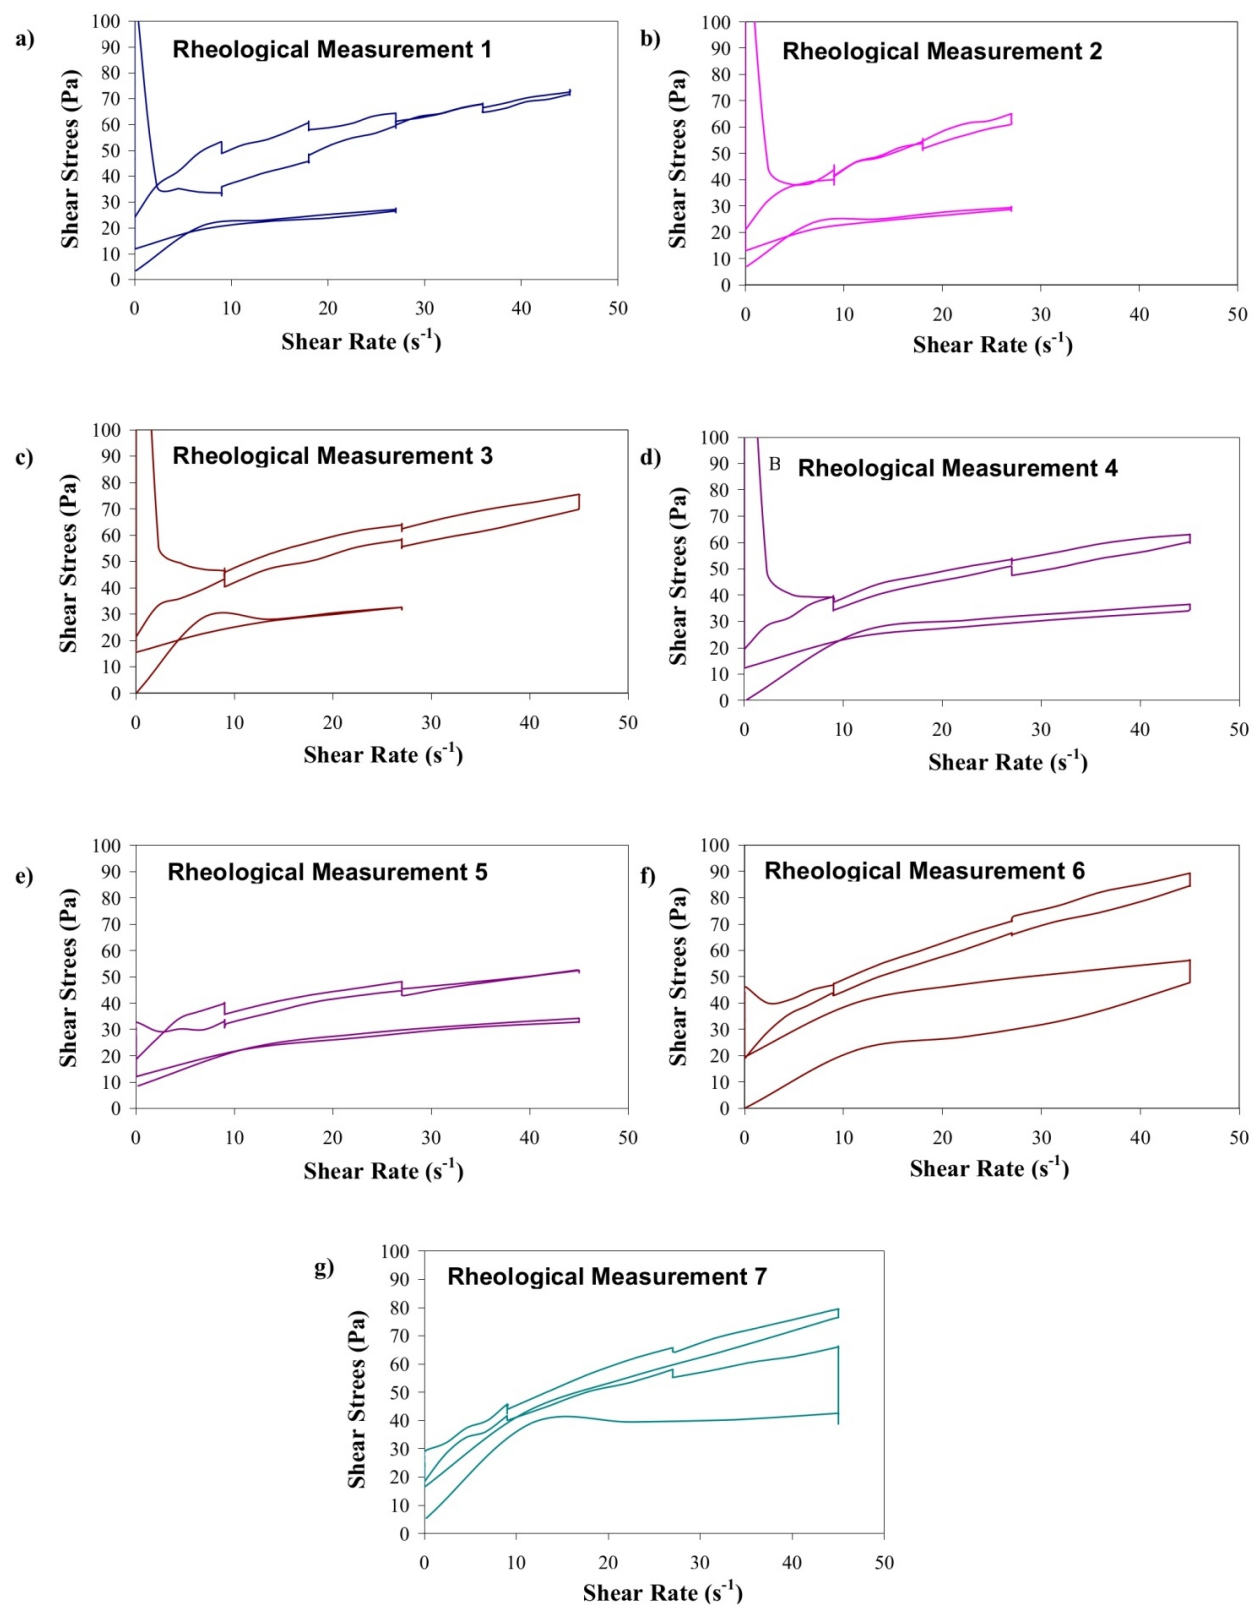 a)
Rheological Measurement 1
Shear Strees (Pa)
100
90
80
70
60
50
40
30
20
10
0
0 10 20 30 40 50
Shear Rate (s-1)
b)
Rheological Measurement 2
Shear Strees (Pa)
100
90
80
70
60
50
40
30
20
10
0
0 10 20 30 40 50
Shear Rate (s-1)
c)
Rheological Measurement 3
Shear Strees (Pa)
100
90
80
70
60
50
40
30
20
10
0
0 10 20 30 40 50
Shear Rate (s-1)
d)
B
Rheological Measurement 4
Shear Strees (Pa)
100
90
80
70
60
50
40
30
20
10
0
0 10 20 30 40 50
Shear Rate (s-1)
e)
Rheological Measurement 5
Shear Strees (Pa)
100
90
80
70
60
50
40
30
20
10
0
0 10 20 30 40 50
Shear Rate (s-1)
f)
Rheological Measurement 6
Shear Strees (Pa)
100
90
80
70
60
50
40
30
20
10
0
0 10 20 30 40 50
Shear Rate (s-1)
g)
Rheological Measurement 7
Shear Strees (Pa)
100
90
80
70
60
50
40
30
20
10
0
0 10 20 30 40 50
Shear Rate (s-1)